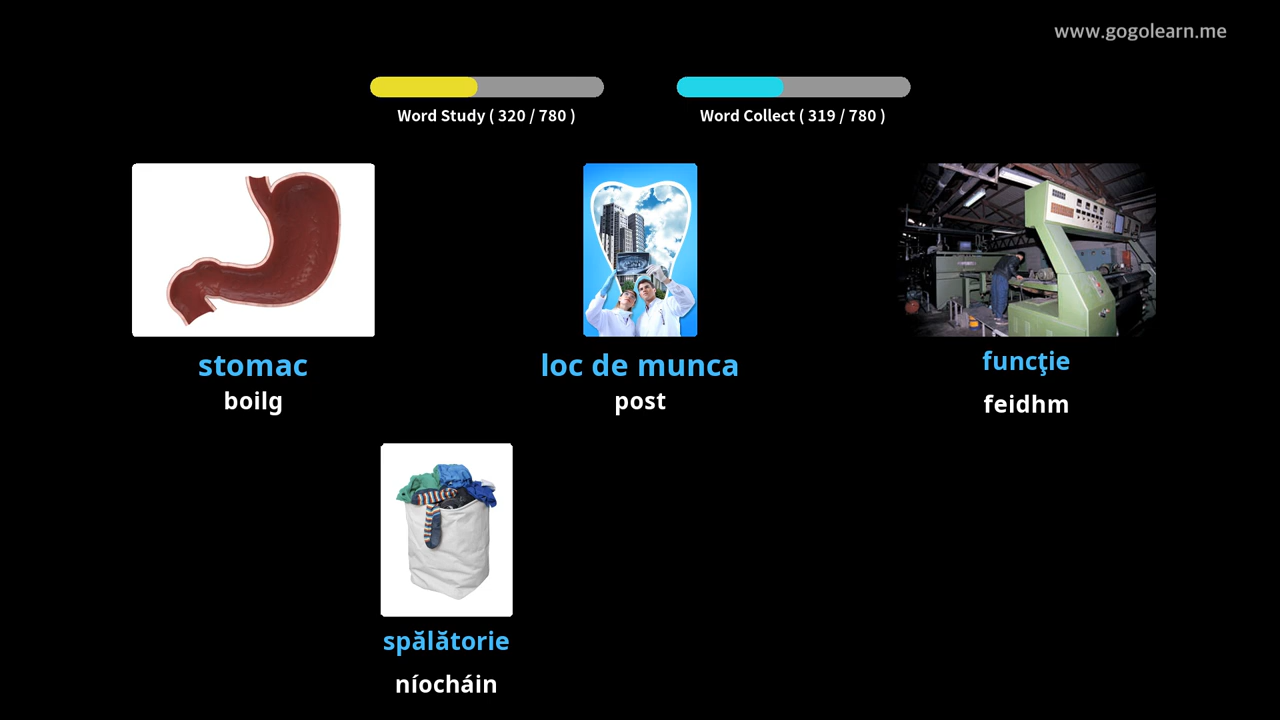 www.gogolearn.me
Word Study ( 320 / 780 )
Word Collect ( 319 / 780 )
stomac
boilg
loc de munca
post
funcţie
feidhm
spălătorie
níocháin